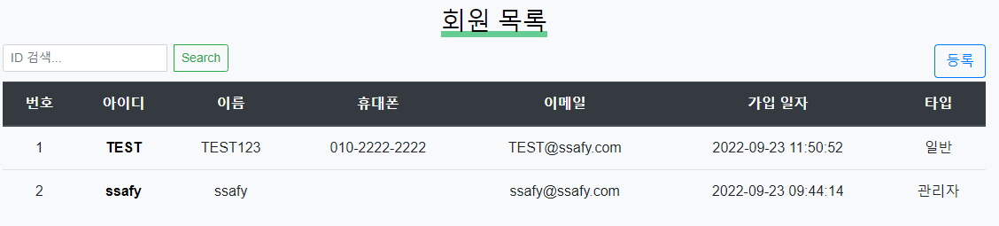 회원 목록
ID 검색... Search 등록
번호 아이디 이름 휴대폰 이메일 가입 일자 타입
1 TEST TEST123 010-2222-2222 TEST@ssafy.com 2022-09-23 11:50:52 일반
2 ssafy ssafy ssafy@ssafy.com 2022-09-23 09:44:14 관리자